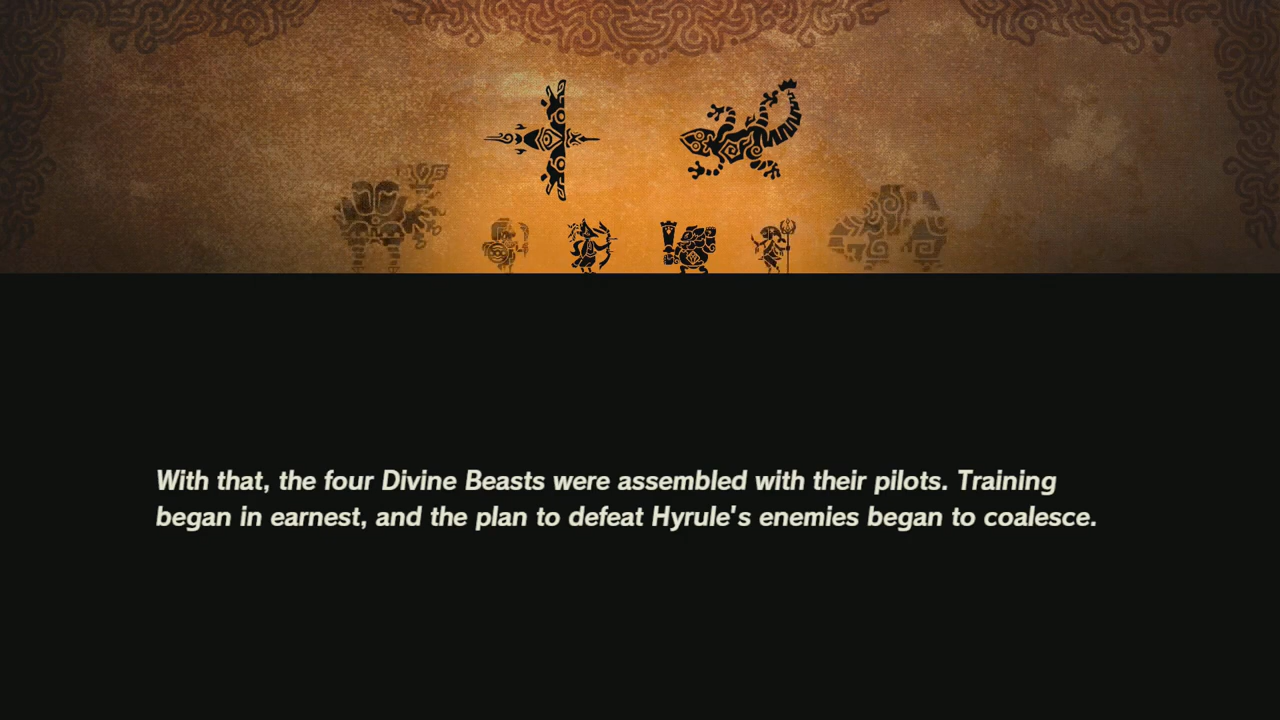 With that, the four Divine Beasts were assembled with their pilots. Training
began in earnest, and the plan to defeat Hyrule's enemies began to coalesce.